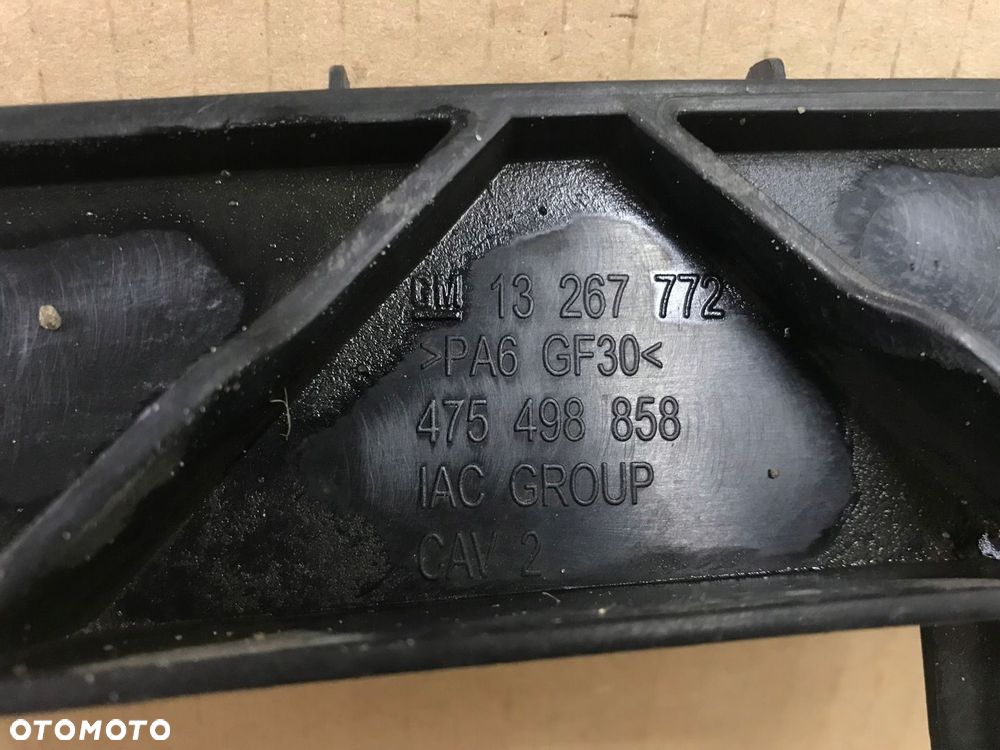 GM 13 267 772
>PA6 GF30<
475 498 858
IAC GROUP
CAV 2
OTOMOTO